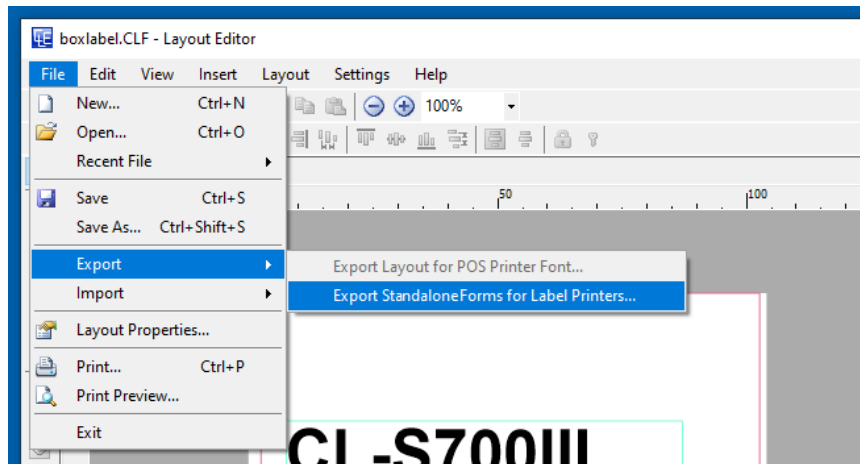 4E boxlabel.CLF - Layout Editor
File Edit View Insert Layout Settings Help
New... Ctrl+N
100%
Open... Ctrl+O
Recent File
50 100
Save Ctrl+S
Save As... Ctrl+Shift+S
Export
Export Layout for POS Printer Font...
Import
Export StandaloneForms for Label Printers...
Layout Properties...
Print... Ctrl+P
Print Preview...
Exit
CL-S700III